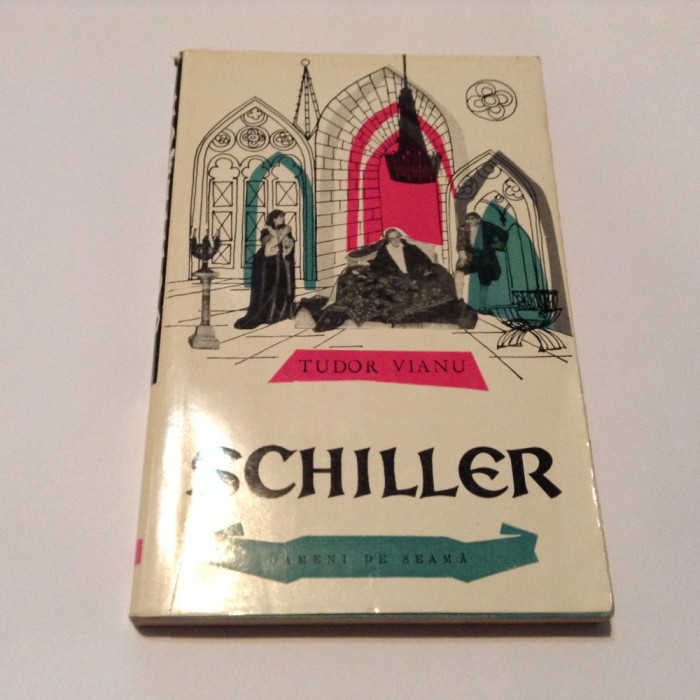 TUDOR VIANU
SCHILLER
OAMENI DE SEAMĂ